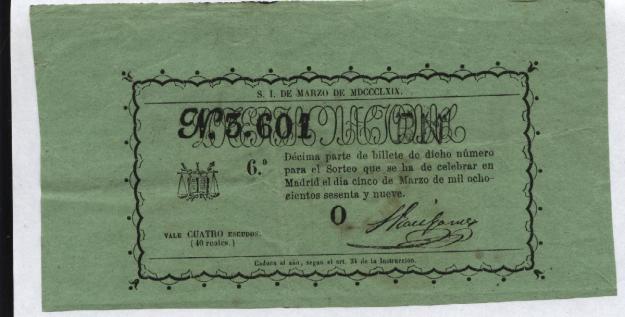 S. I. DE MARZO DE MDCCCLXIX.
N. 3.601
6.º
Décima parte de billete de dicho número
para el Sorteo que se ha de celebrar en
Madrid el dia cinco de Marzo de mil ocho-
cientos sesenta y nueve.
O
VALE CUATRO ESCUDOS.
(40 reales.)
Caduca al año, segun el art. 34 de la Instruccion.